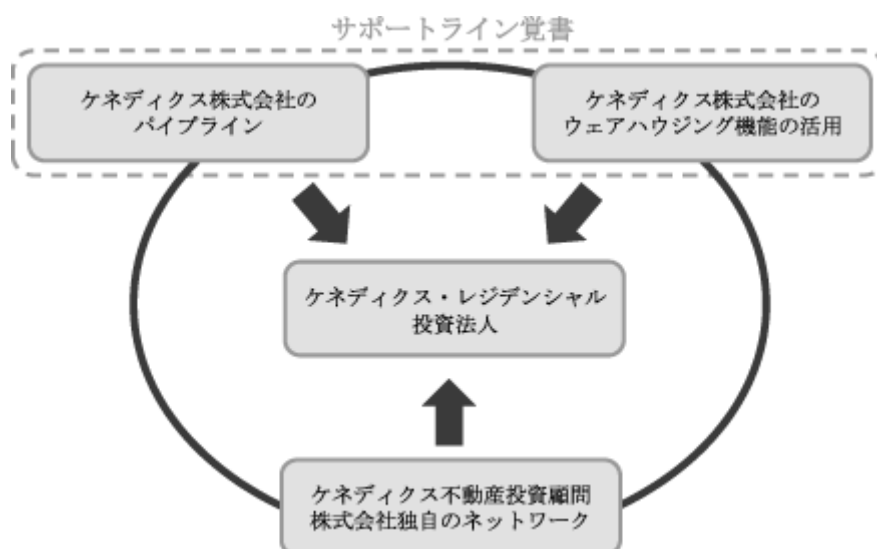 サポートライン覚書
ケネディクス株式会社の
パイプライン
ケネディクス株式会社の
ウェアハウジング機能の活用
ケネディクス・レジデンシャル
投資法人
ケネディクス不動産投資顧問
株式会社独自のネットワーク